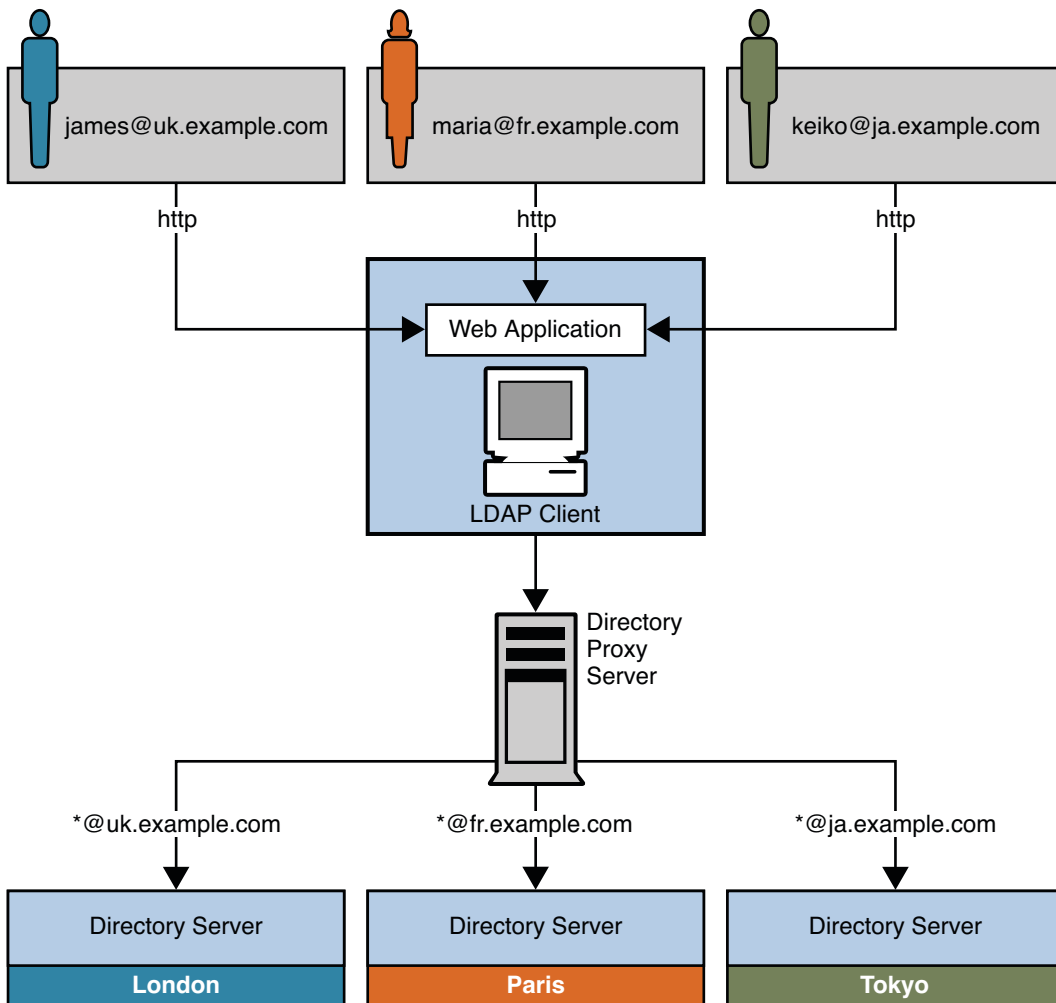 james@uk.example.com
maria@fr.example.com
keiko@ja.example.com
http
http
http
Web Application
LDAP Client
Directory
Proxy
Server
*@uk.example.com
*@fr.example.com
*@ja.example.com
Directory Server
Directory Server
Directory Server
London
Paris
Tokyo